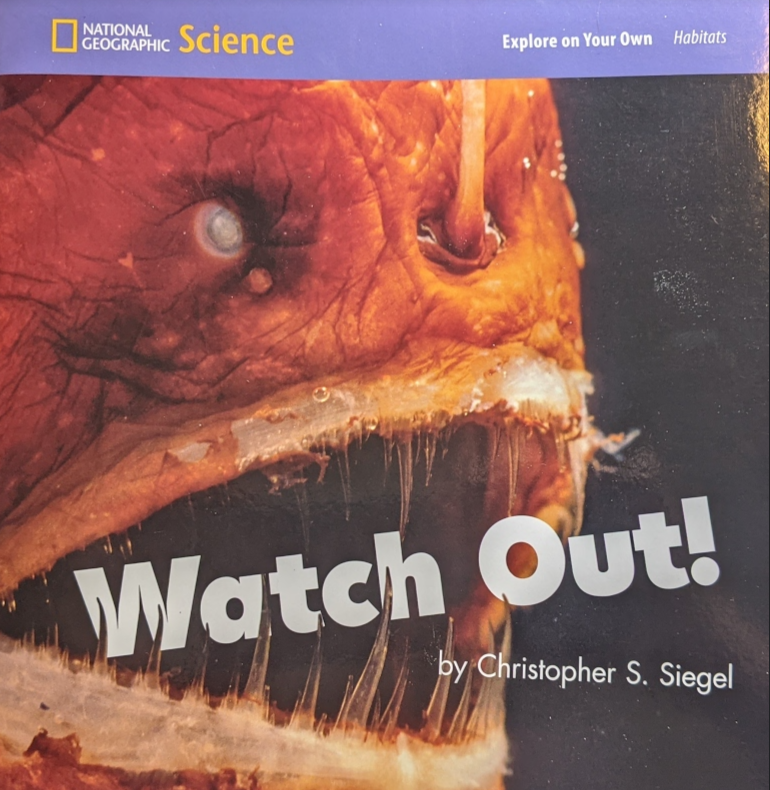 NATIONAL
GEOGRAPHIC Science
Explore on Your Own Habitats
Watch Out!
by Christopher S. Siegel